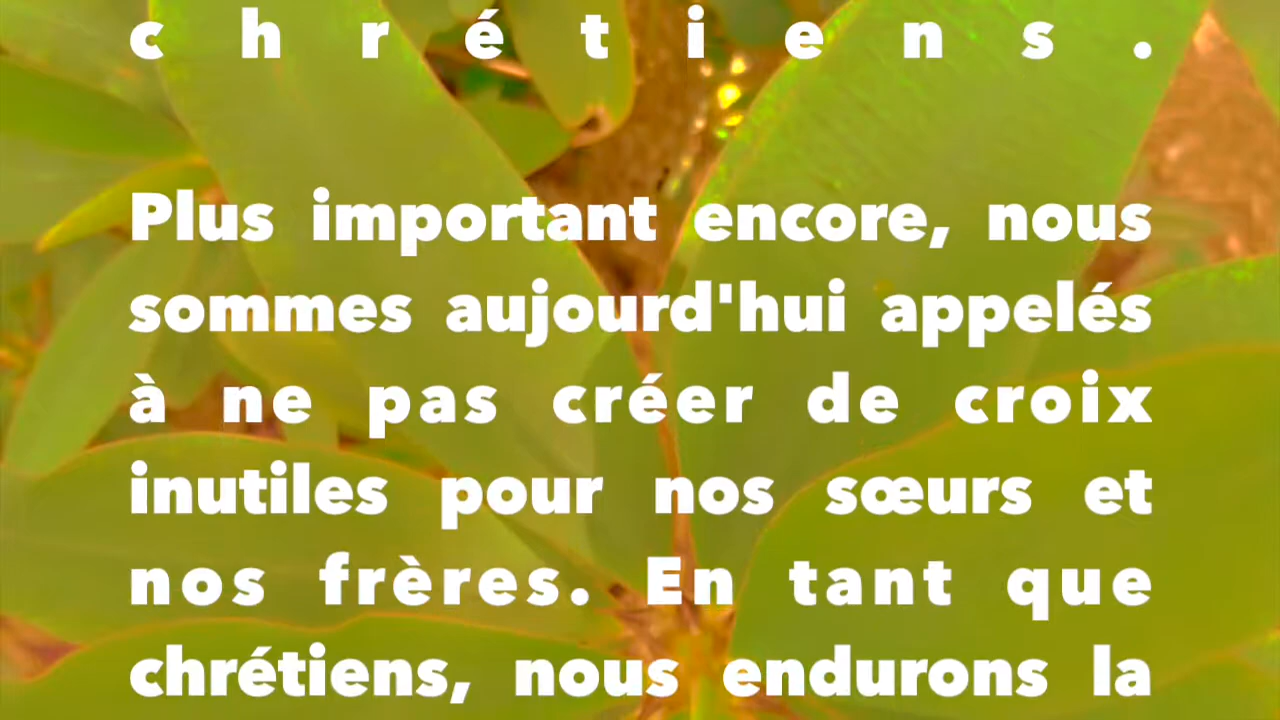 chrétiens.
Plus important encore, nous
sommes aujourd'hui appelés
à ne pas créer de croix
inutiles pour nos sœurs et
nos frères. En tant que
chrétiens, nous endurons la